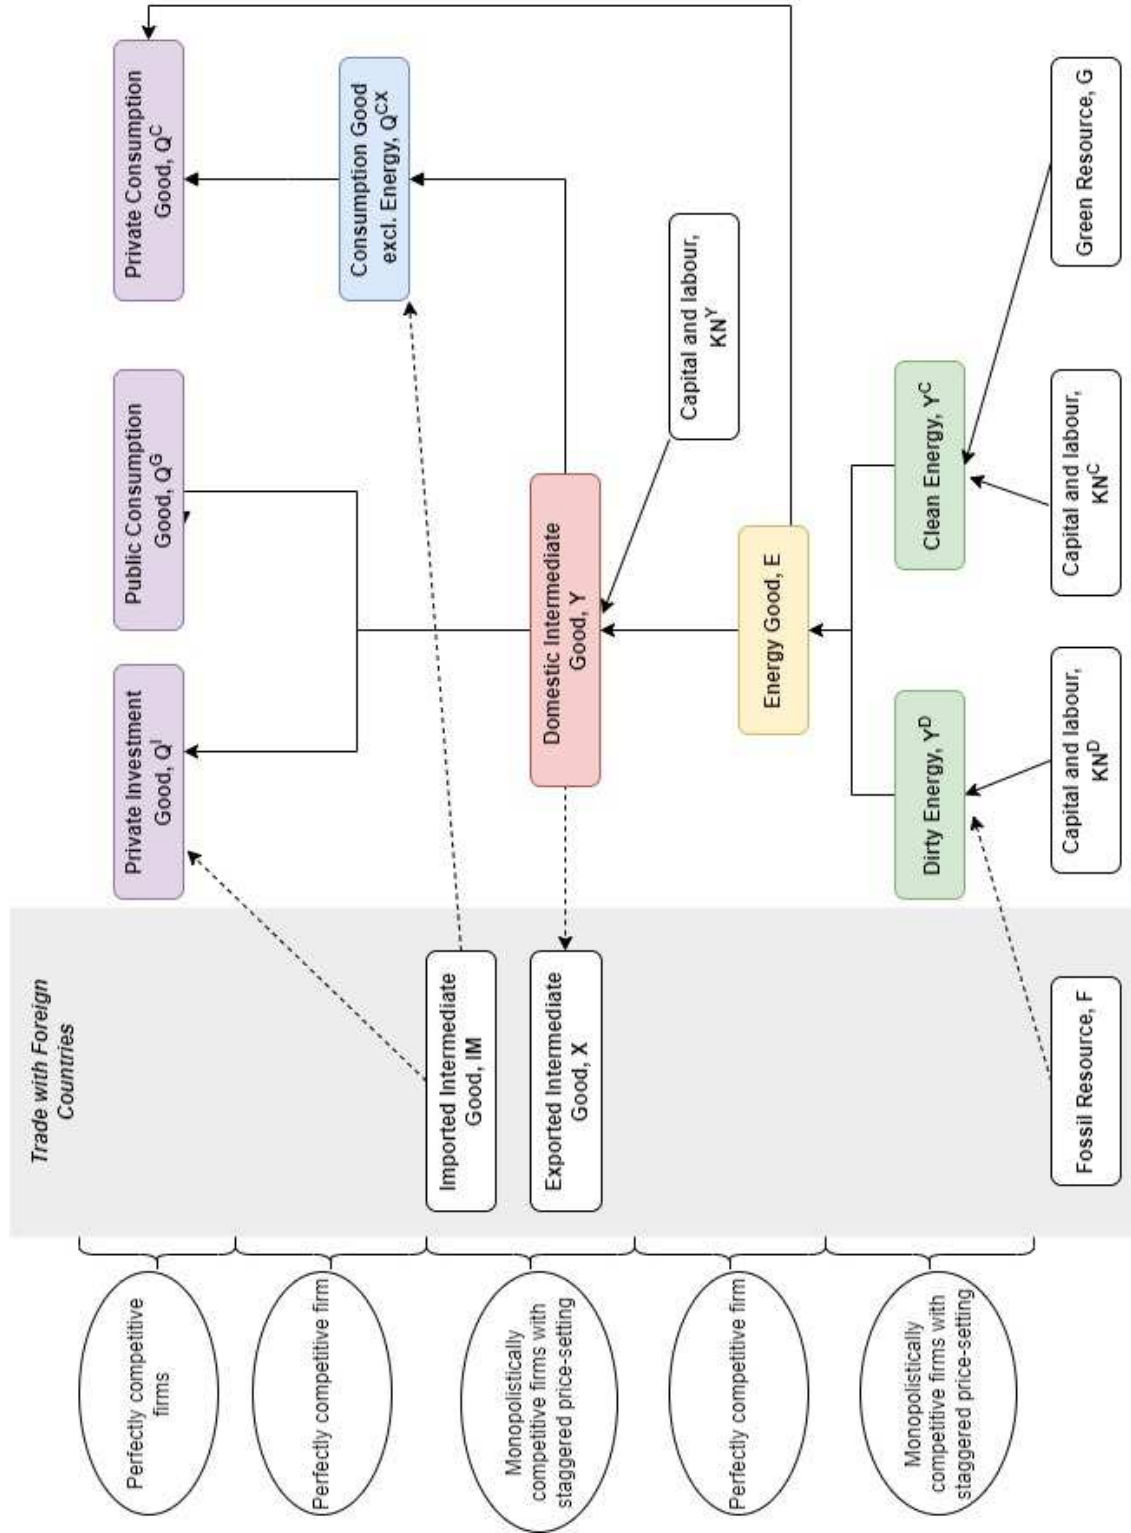 Trade with Foreign
Countries
Perfectly competitive
firms
Private Investment
Good, Q^I
Public Consumption
Good, Q^G
Private Consumption
Good, Q^C
Perfectly competitive firm
Consumption Good
excl. Energy, Q^CX
Monopolistically
competitive firms with
staggered price-setting
Imported Intermediate
Good, IM
Exported Intermediate
Good, X
Domestic Intermediate
Good, Y
Capital and labour,
KN^Y
Perfectly competitive firm
Energy Good, E
Monopolistically
competitive firms with
staggered price-setting
Dirty Energy, Y^D
Clean Energy, Y^C
Fossil Resource, F
Capital and labour,
KN^D
Capital and labour,
KN^C
Green Resource, G